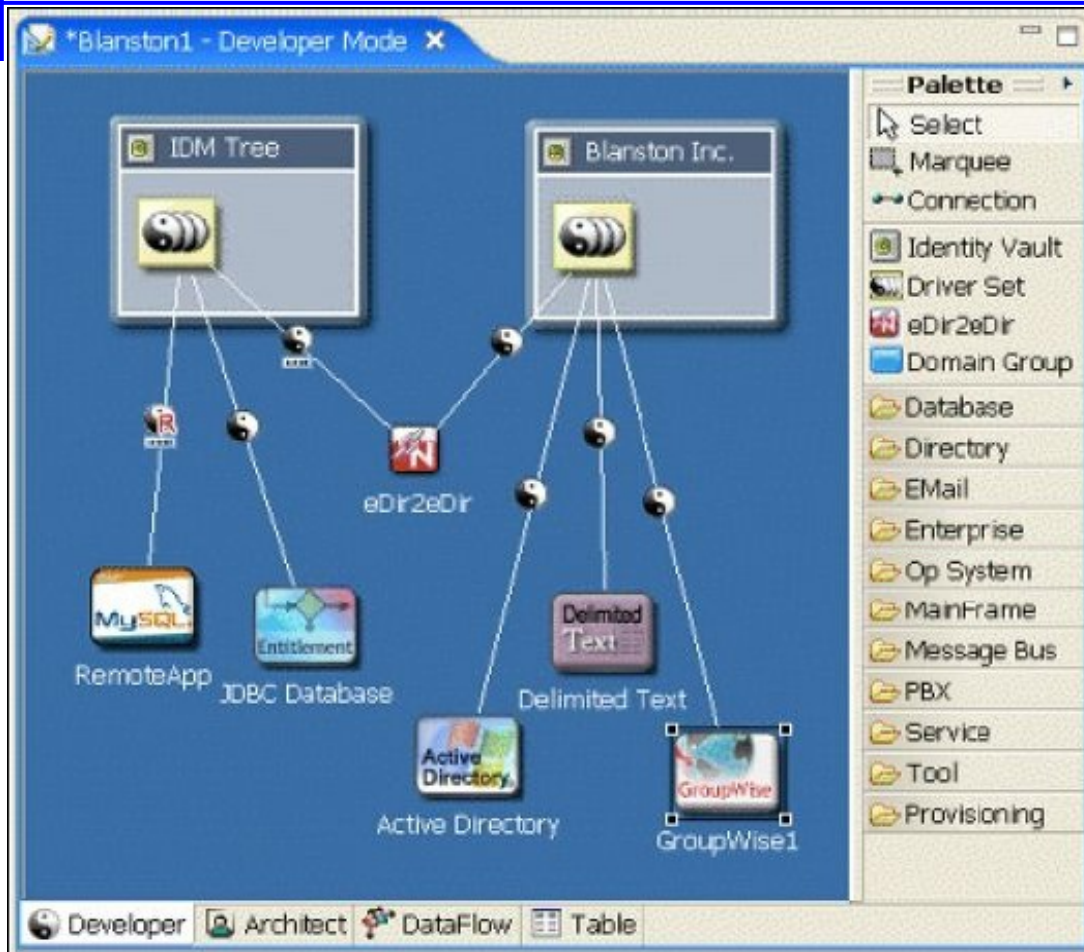 *Blanston1 - Developer Mode
Palette
Select
Marquee
Connection
Identity Vault
Driver Set
eDir2eDir
Domain Group
Database
Directory
EMail
Enterprise
Op System
MainFrame
Message Bus
PBX
Service
Tool
Provisioning
IDM Tree
Blanston Inc.
R
N
eDir2eDir
MySQL
RemoteApp
Entitlement
JDBC Database
Delimited
Text
Delimited Text
Active
Directory
Active Directory
GroupWise
GroupWise1
Developer
Architect
DataFlow
Table